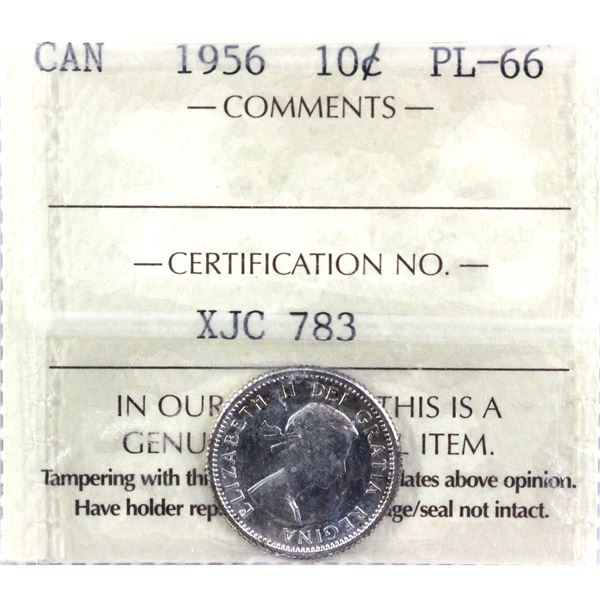 CAN 1956 10¢ PL-66
— COMMENTS —
— CERTIFICATION NO. —
XJC 783
IN OUR THIS IS A
GENU ITEM.
Tampering with thi lates above opinion.
Have holder rep ge/seal not intact.
ELIZABETH II DEI GRATIA REGINA